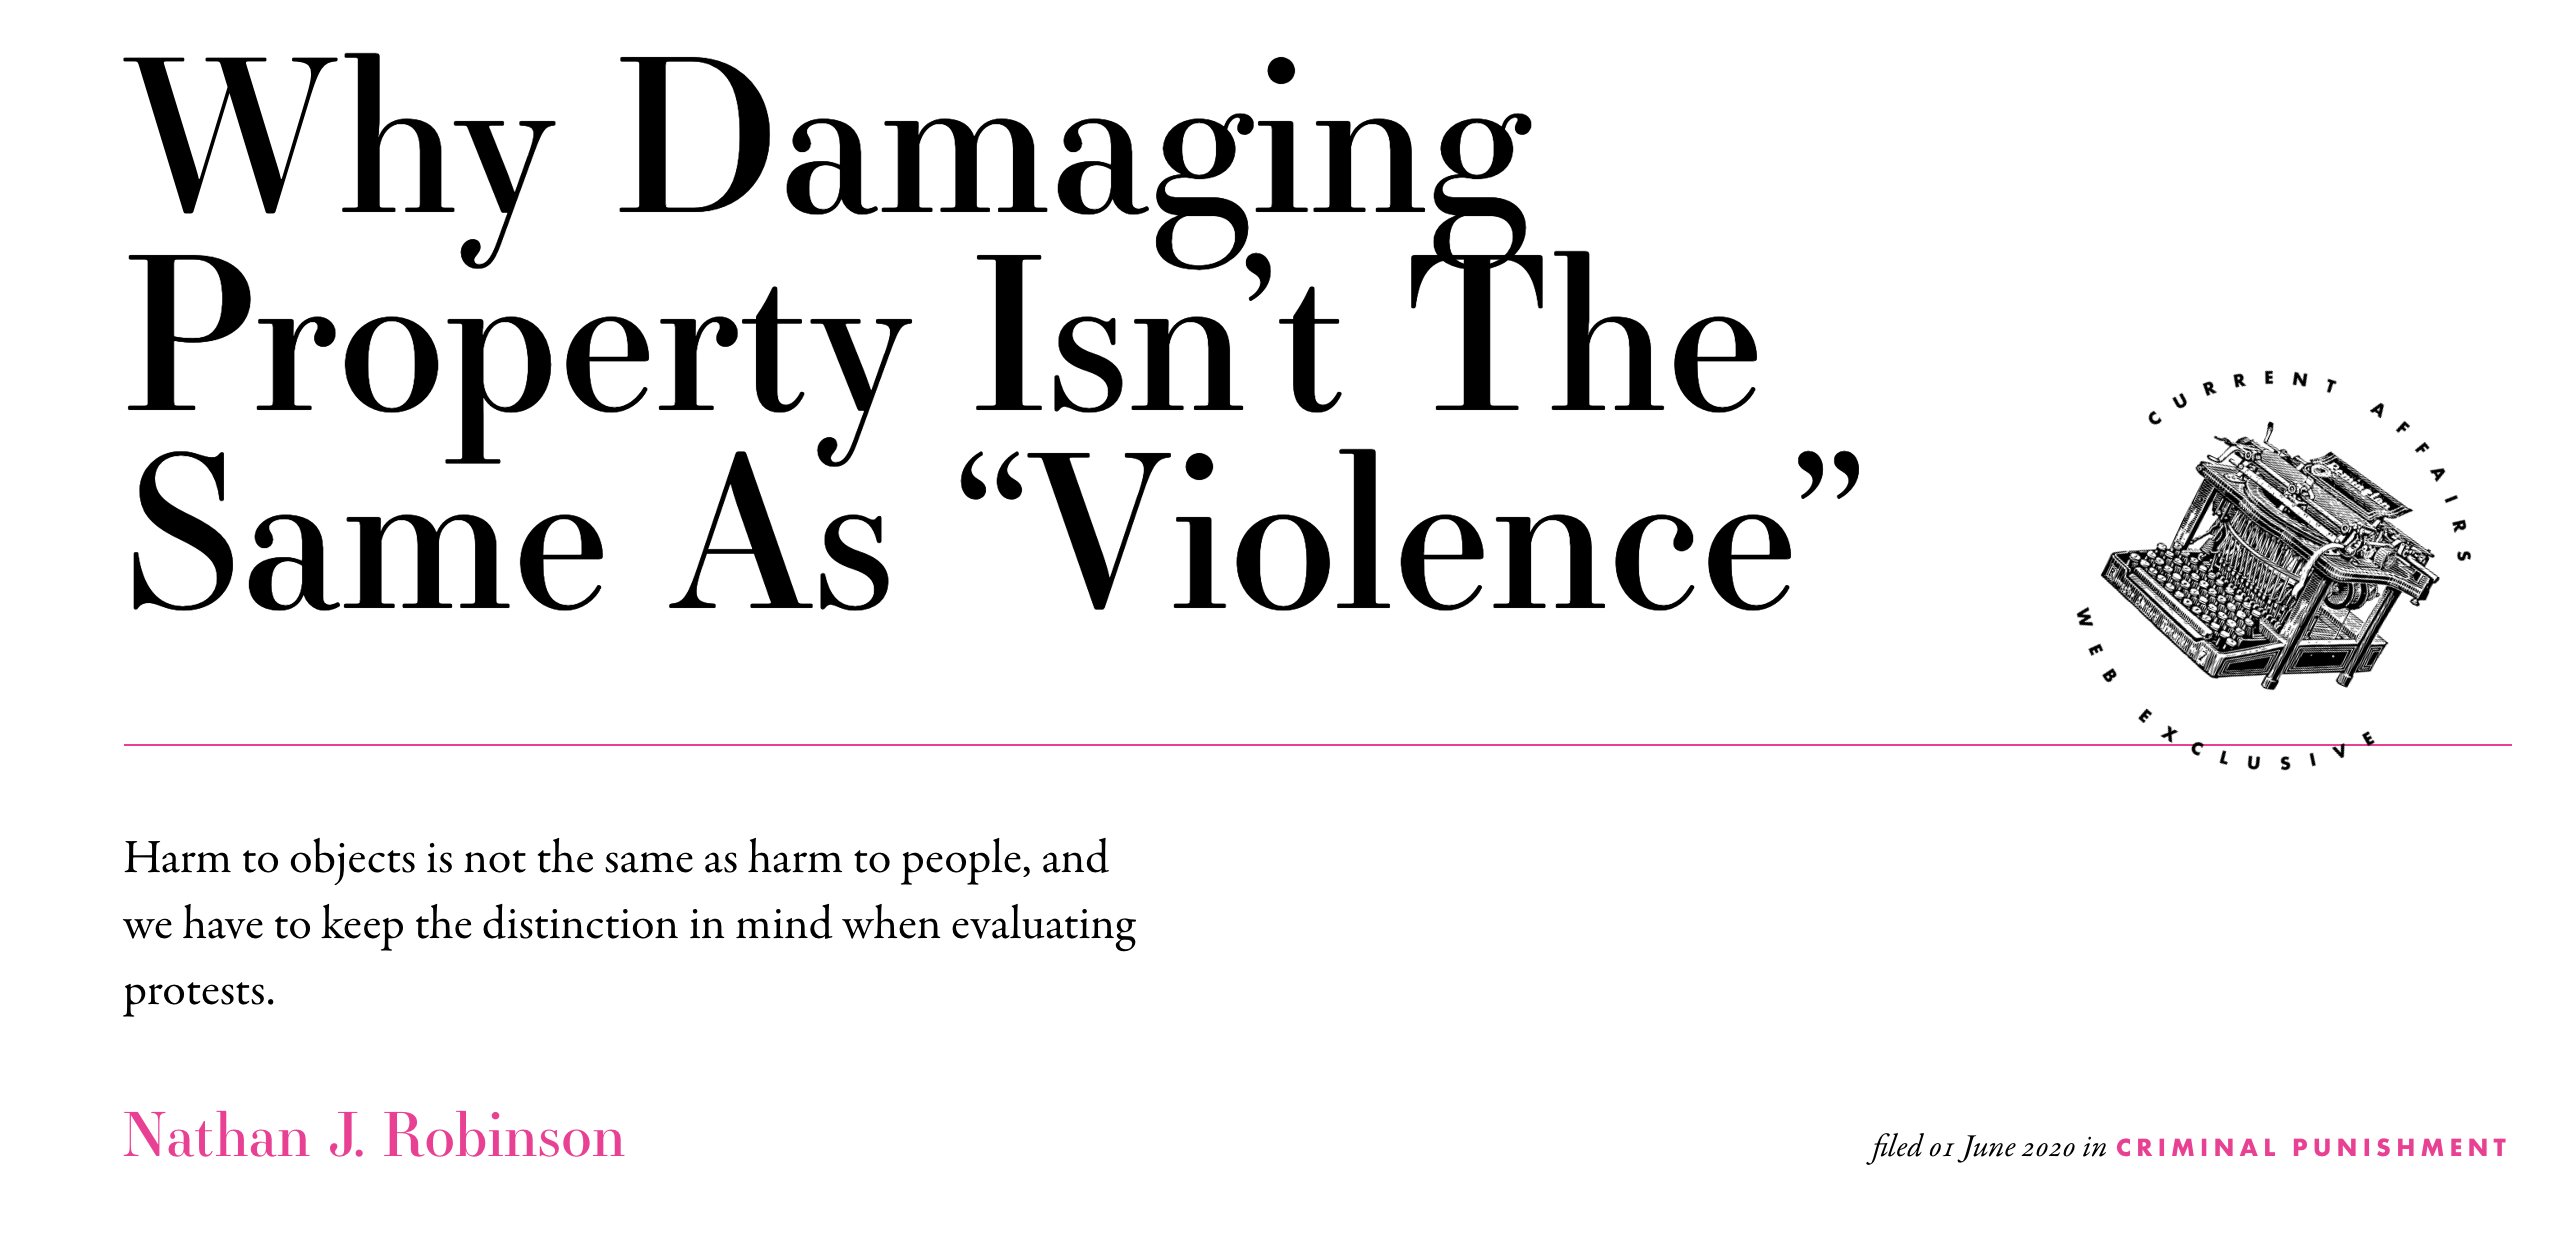 Why Damaging
Property Isn’t The
Same As “Violence”
CURRENT AFFAIRS
WEB EXCLUSIVE
Harm to objects is not the same as harm to people, and
we have to keep the distinction in mind when evaluating
protests.
Nathan J. Robinson
filed 01 June 2020 in CRIMINAL PUNISHMENT